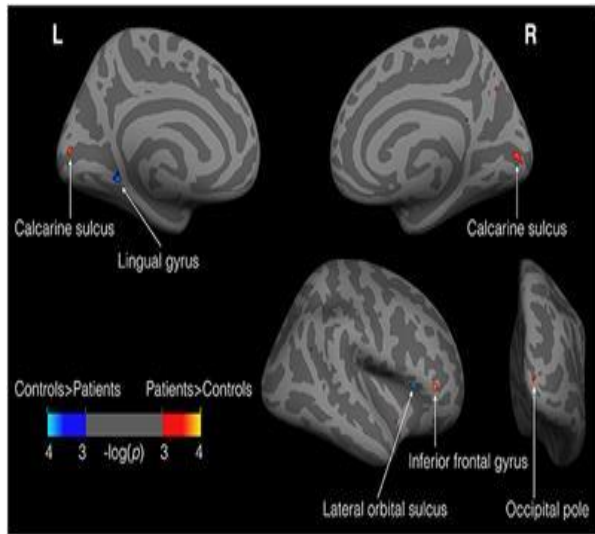 L
R
Calcarine sulcus
Lingual gyrus
Calcarine sulcus
Controls>Patients Patients>Controls
4 3 -log(p) 3 4
Inferior frontal gyrus
Lateral orbital sulcus
Occipital pole